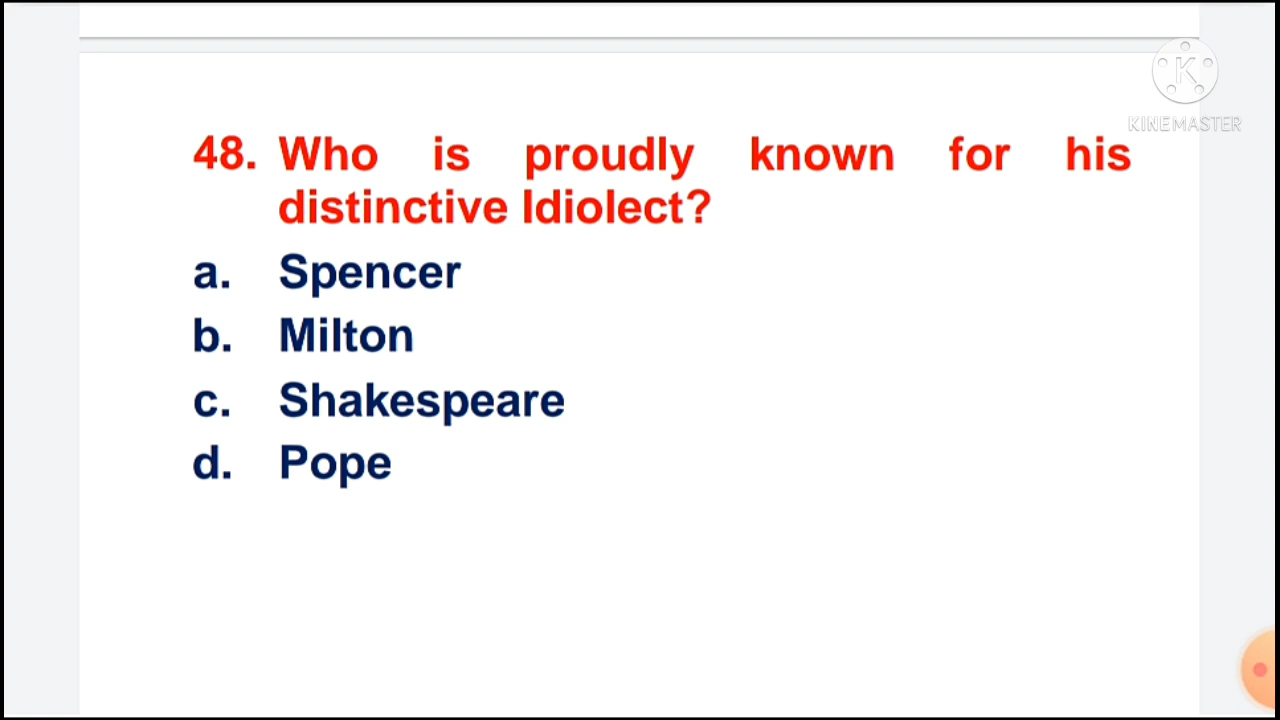 K
KINEMASTER
48. Who is proudly known for his
distinctive Idiolect?
a. Spencer
b. Milton
c. Shakespeare
d. Pope